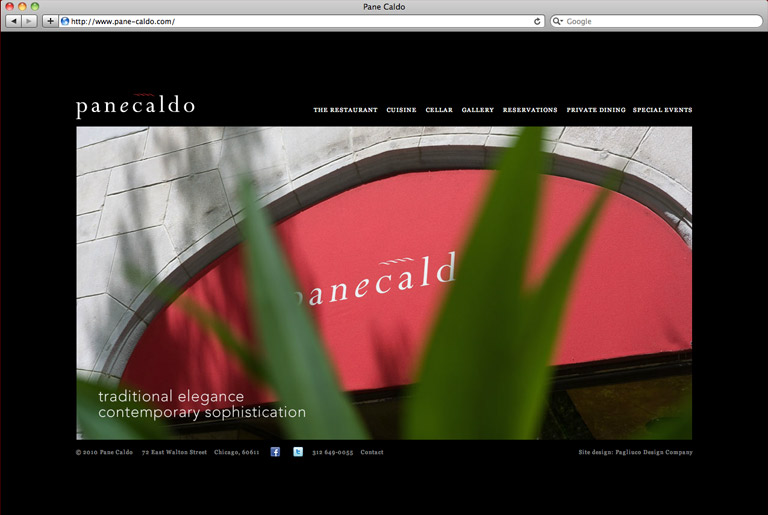 Pane Caldo
http://www.pane-caldo.com/
Google
panecaldo
THE RESTAURANT CUISINE CELLAR GALLERY RESERVATIONS PRIVATE DINING SPECIAL EVENTS
panecald
traditional elegance
contemporary sophistication
© 2010 Pane Caldo 72 East Walton Street Chicago, 60611 312 649-0055 Contact Site design: Pagliuco Design Company